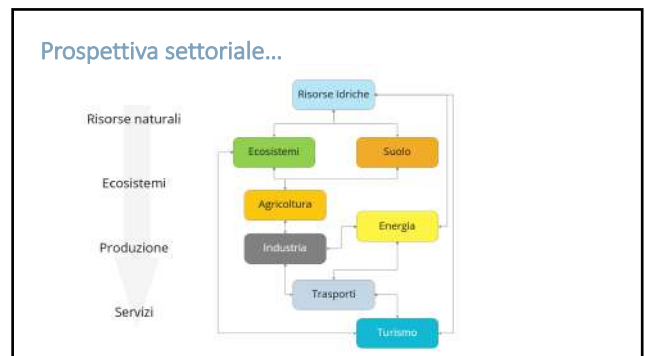 Prospettiva settoriale...
Risorse Idriche
Risorse naturali
Ecosistemi
Suolo
Ecosistemi
Agricoltura
Energia
Produzione
Industria
Trasporti
Servizi
Turismo